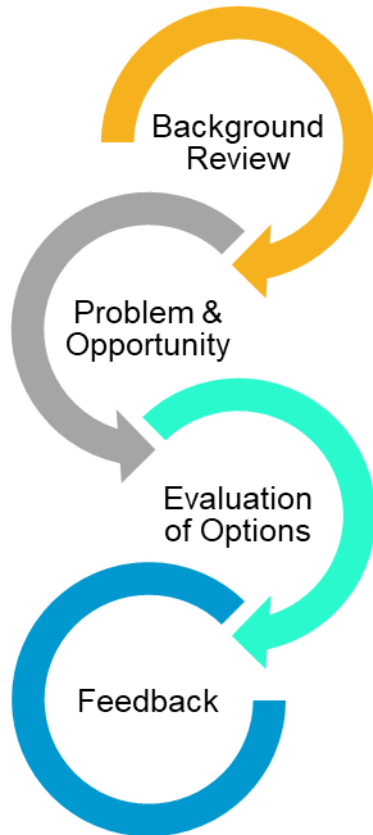 Background
Review
Problem &
Opportunity
Evaluation
of Options
Feedback